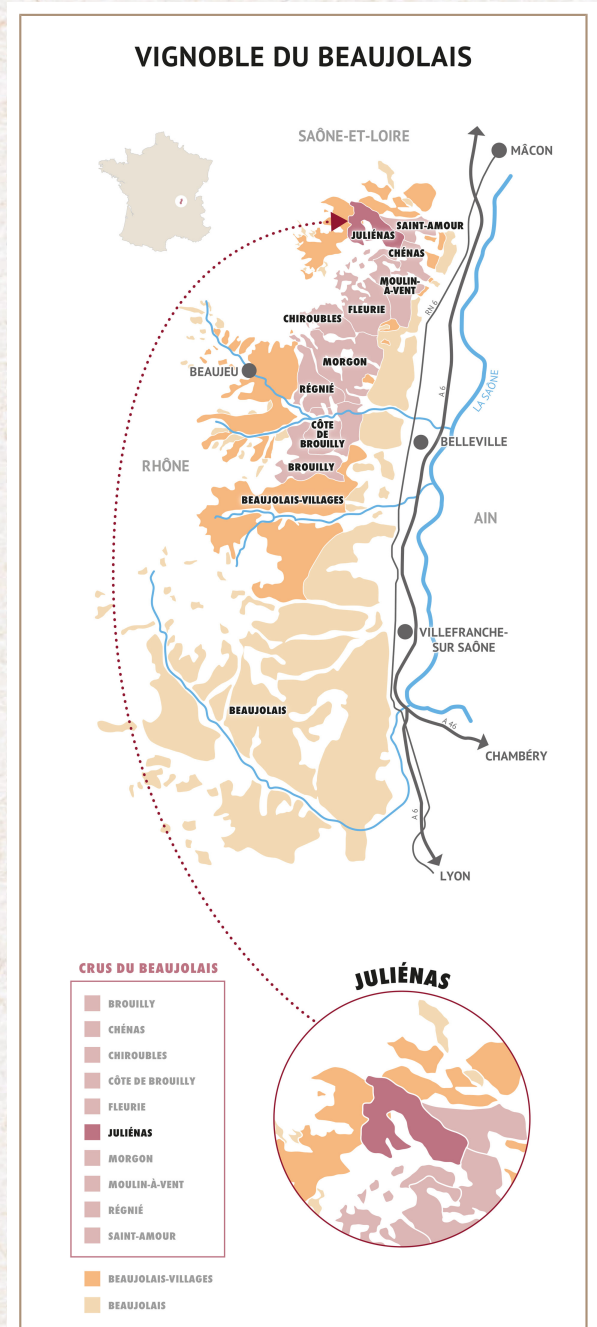 VIGNOBLE DU BEAUJOLAIS
SAÔNE-ET-LOIRE
MÂCON
SAINT-AMOUR
JULIÉNAS
CHÉNAS
MOULIN-
À-VENT
FLEURIE
CHIROUBLES
RN 6
MORGON
BEAUJEU
RÉGNIÉ
A 6
LA SAÔNE
CÔTE
DE
BROUILLY
BELLEVILLE
RHÔNE
BROUILLY
BEAUJOLAIS-VILLAGES
AIN
VILLEFRANCHE-
SUR SAÔNE
BEAUJOLAIS
A 46
CHAMBÉRY
A 6
LYON
CRUS DU BEAUJOLAIS
BROUILLY
CHÉNAS
CHIROUBLES
CÔTE DE BROUILLY
FLEURIE
JULIÉNAS
MORGON
MOULIN-À-VENT
RÉGNIÉ
SAINT-AMOUR
BEAUJOLAIS-VILLAGES
BEAUJOLAIS
JULIÉNAS